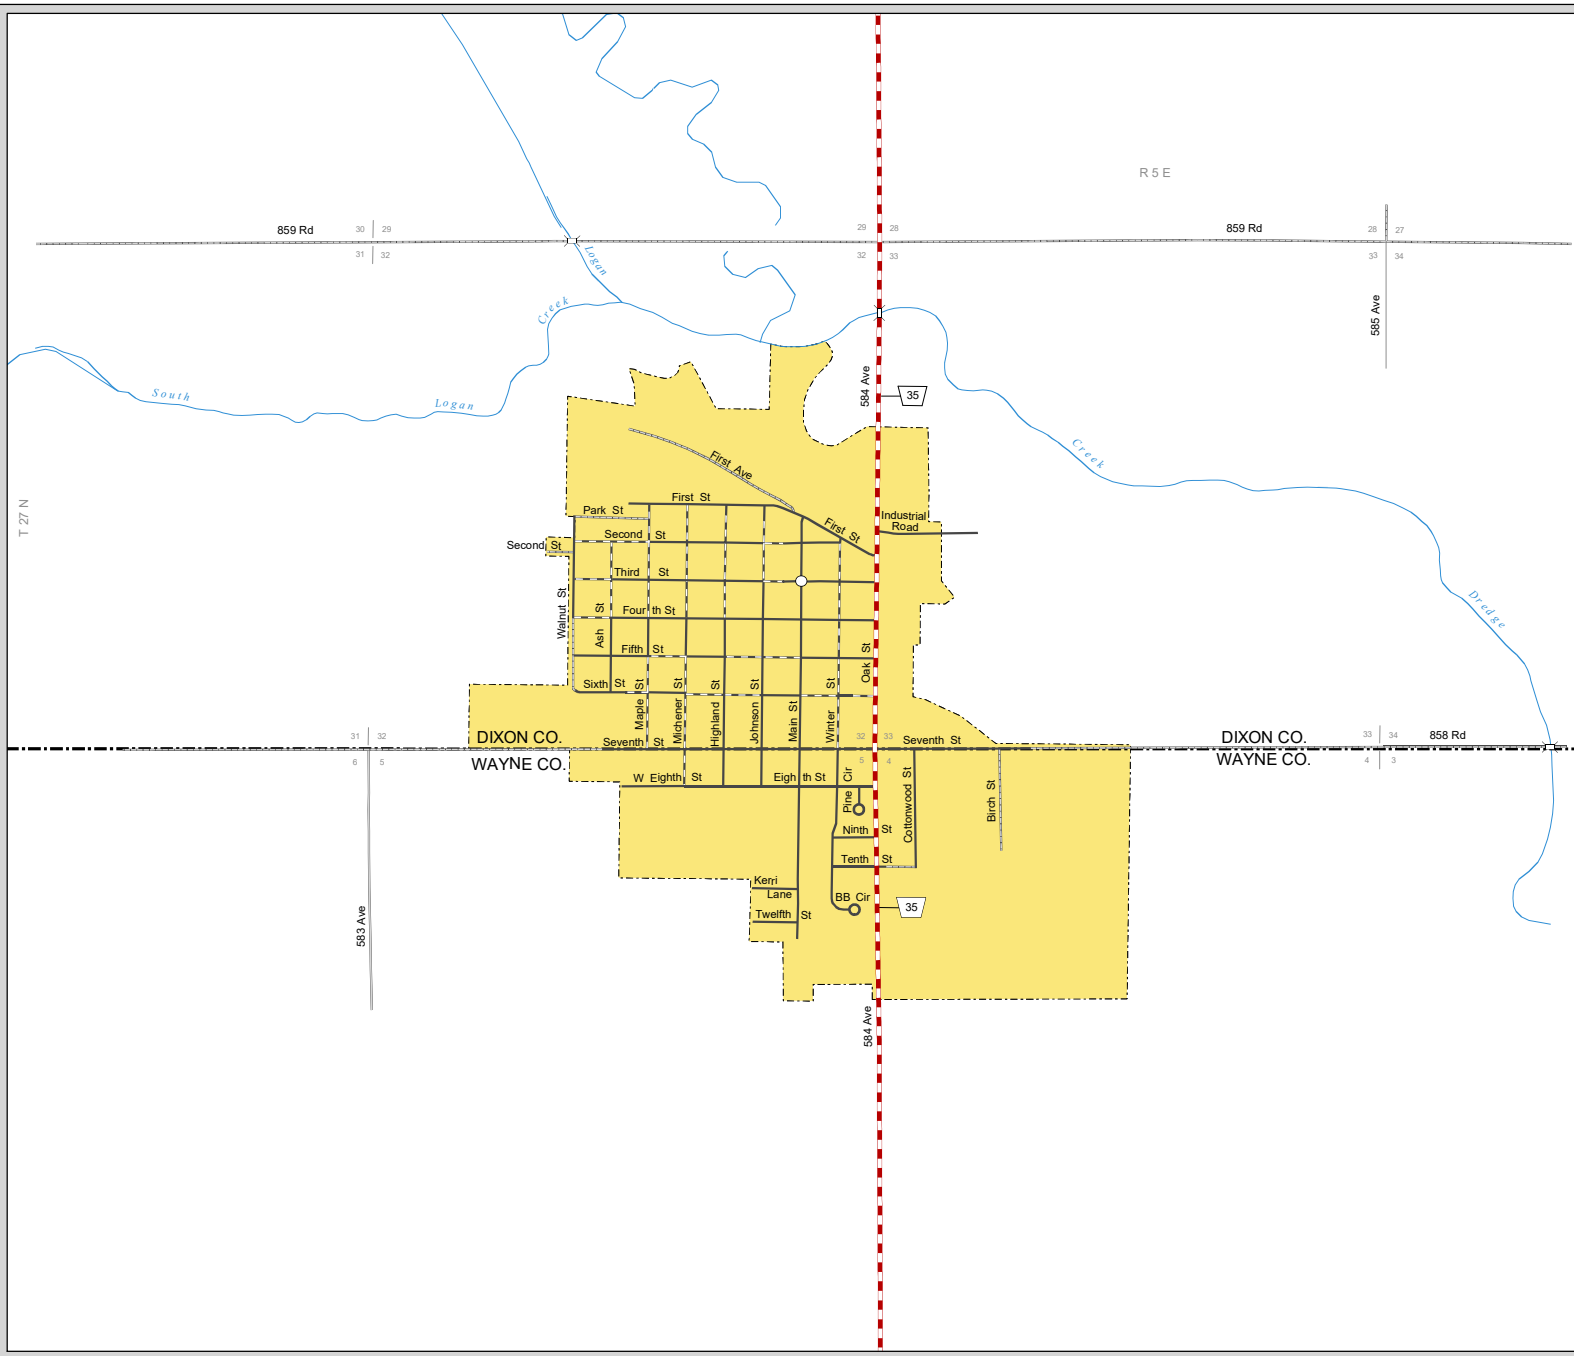 R 5 E
859 Rd
30 29
29 28
859 Rd
28 27
31 32
32 33
33 34
Logan
Creek
585 Ave
South
Logan
584 Ave
35
Creek
First Ave
First St
Park St
First St
Industrial
Road
T 27 N
Second St
Second St
Third St
Walnut St
Ash St
Four th St
Dredge
Fifth St
Oak St
Sixth St
Maple St
Michener St
Highland St
Johnson St
Main St
Winter St
31 32
DIXON CO.
Seventh St
32 33
Seventh St
DIXON CO.
33 34
858 Rd
6 5
WAYNE CO.
5 4
WAYNE CO.
4 3
W Eighth St
Eigh th St
Pine Cir
Cottonwood St
Birch St
Ninth St
Tenth St
Kerri
Lane
BB Cir
35
Twelfth St
583 Ave
584 Ave